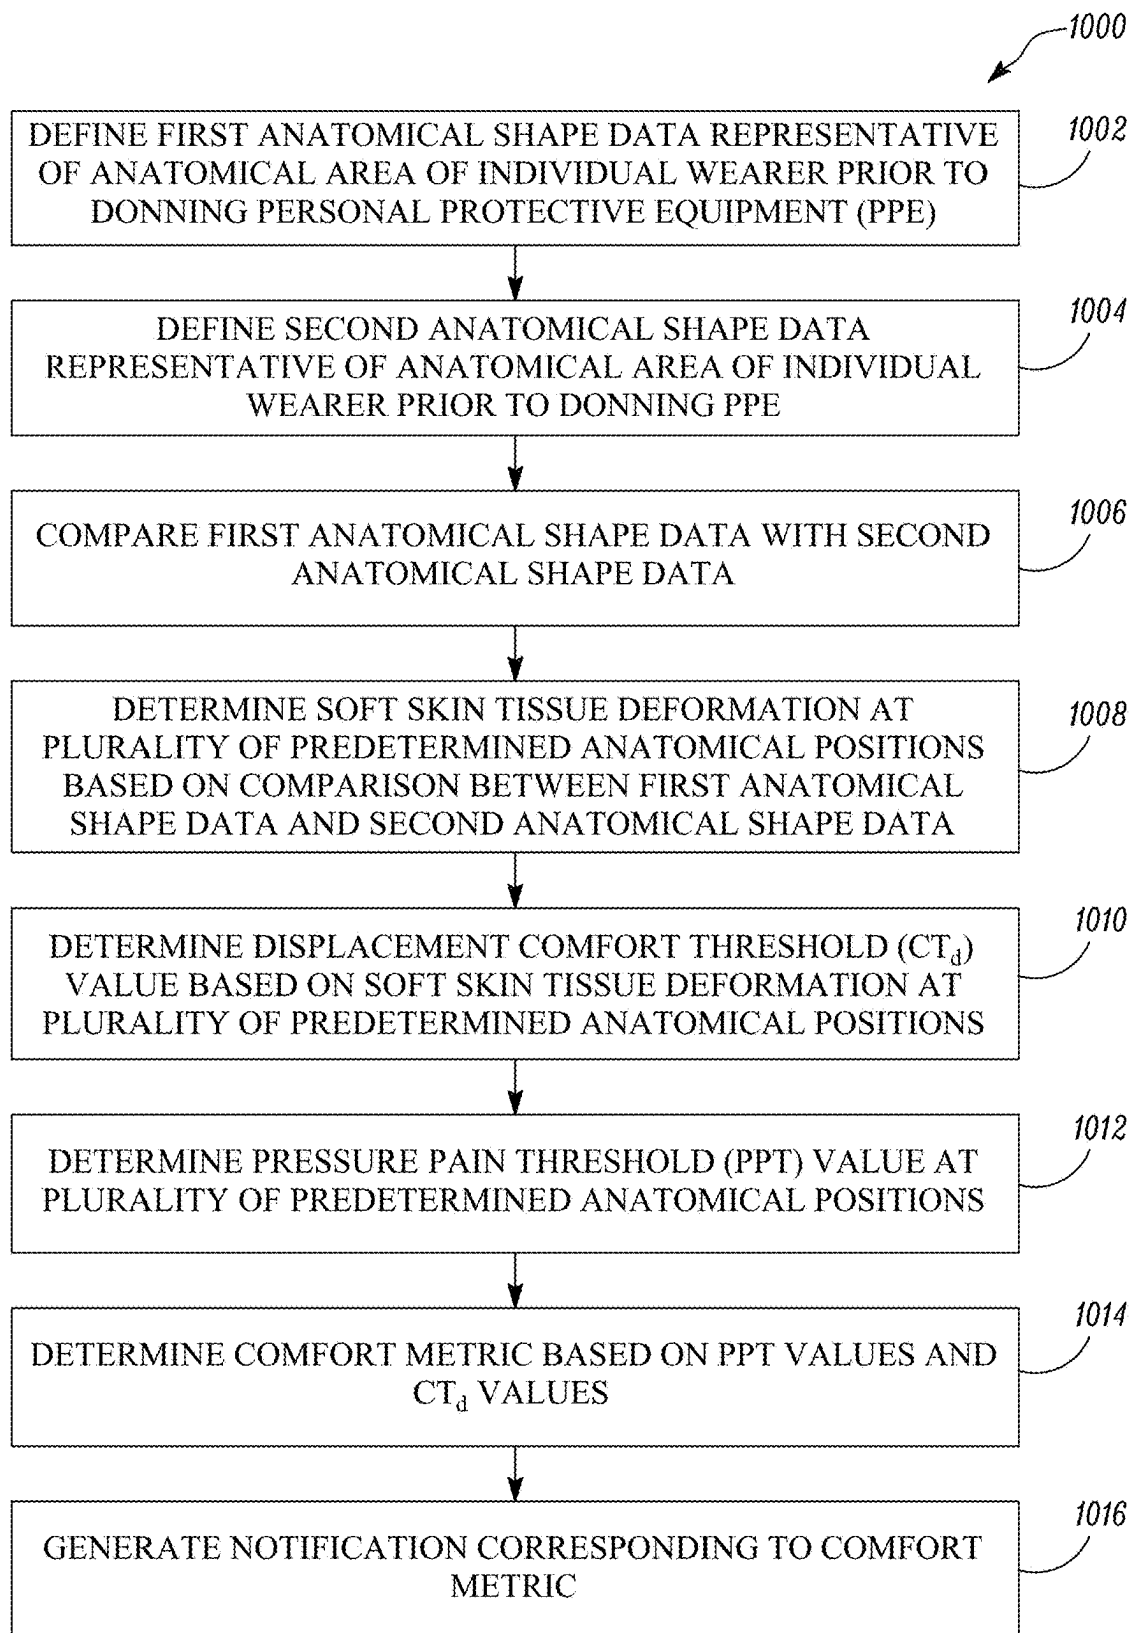 1000
DEFINE FIRST ANATOMICAL SHAPE DATA REPRESENTATIVE
OF ANATOMICAL AREA OF INDIVIDUAL WEARER PRIOR TO
DONNING PERSONAL PROTECTIVE EQUIPMENT (PPE)
1002
DEFINE SECOND ANATOMICAL SHAPE DATA
REPRESENTATIVE OF ANATOMICAL AREA OF INDIVIDUAL
WEARER PRIOR TO DONNING PPE
1004
COMPARE FIRST ANATOMICAL SHAPE DATA WITH SECOND
ANATOMICAL SHAPE DATA
1006
DETERMINE SOFT SKIN TISSUE DEFORMATION AT
PLURALITY OF PREDETERMINED ANATOMICAL POSITIONS
BASED ON COMPARISON BETWEEN FIRST ANATOMICAL
SHAPE DATA AND SECOND ANATOMICAL SHAPE DATA
1008
DETERMINE DISPLACEMENT COMFORT THRESHOLD (CTd)
VALUE BASED ON SOFT SKIN TISSUE DEFORMATION AT
PLURALITY OF PREDETERMINED ANATOMICAL POSITIONS
1010
DETERMINE PRESSURE PAIN THRESHOLD (PPT) VALUE AT
PLURALITY OF PREDETERMINED ANATOMICAL POSITIONS
1012
DETERMINE COMFORT METRIC BASED ON PPT VALUES AND
CTd VALUES
1014
GENERATE NOTIFICATION CORRESPONDING TO COMFORT
METRIC
1016